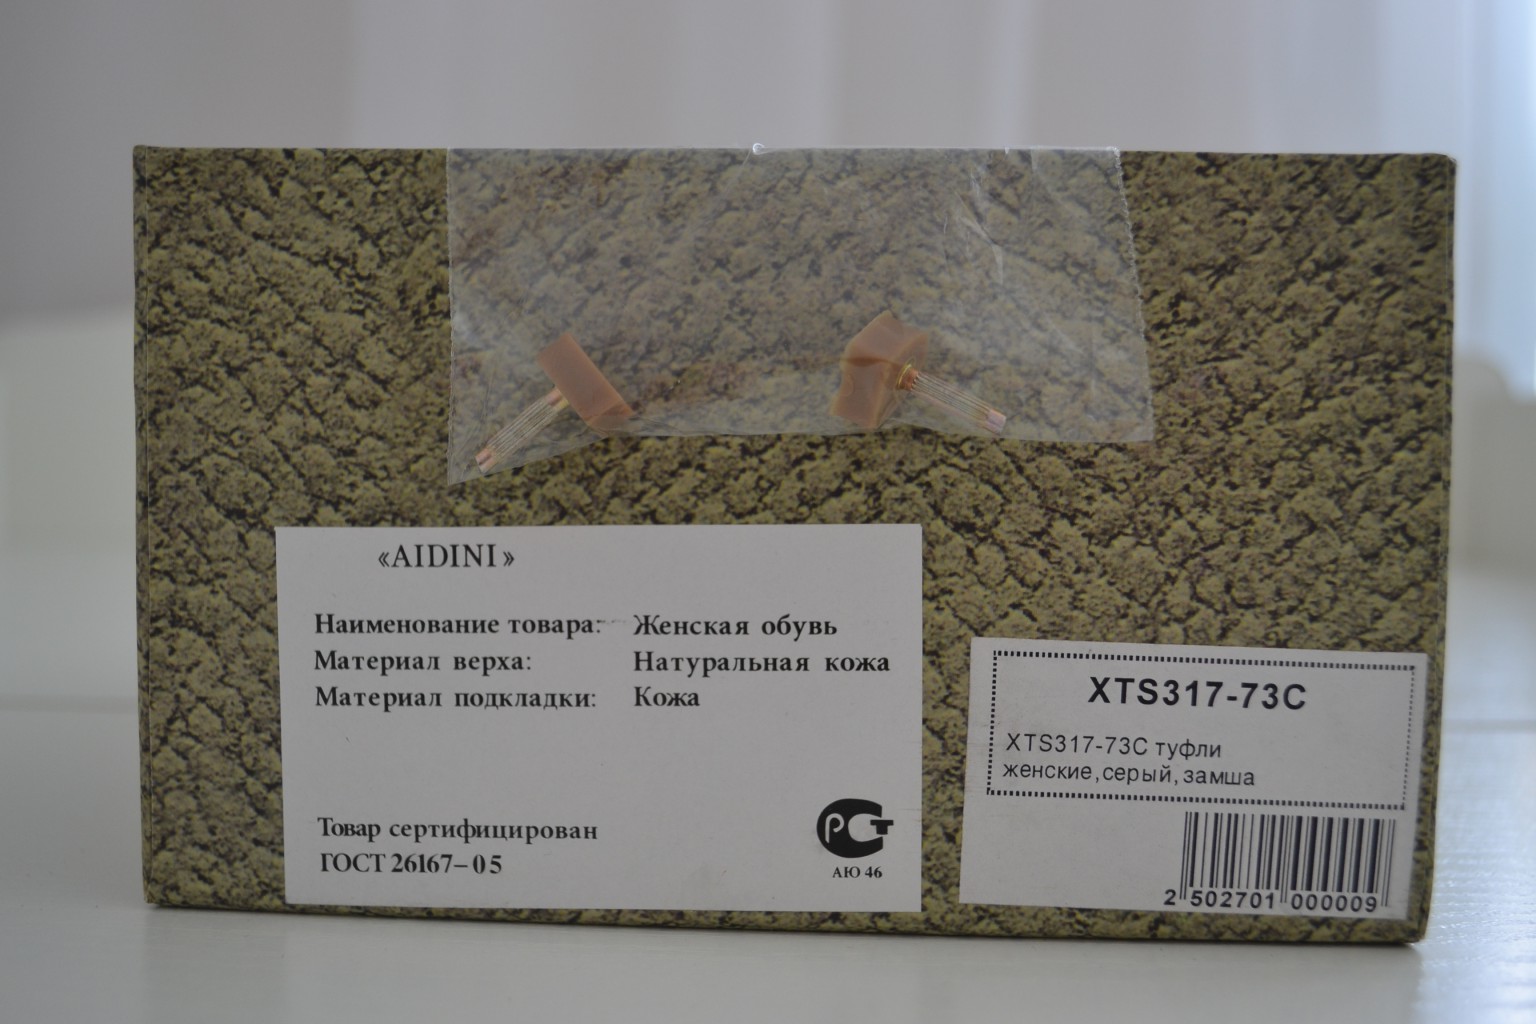 «AIDINI»
Наименование товара: Женская обувь
Материал верха: Натуральная кожа
Материал подкладки: Кожа
Товар сертифицирован
ГОСТ 26167–05
РСТ
АЮ 46
XTS317-73C
XTS317-73C туфли
женские,серый,замша
2 502701 000009